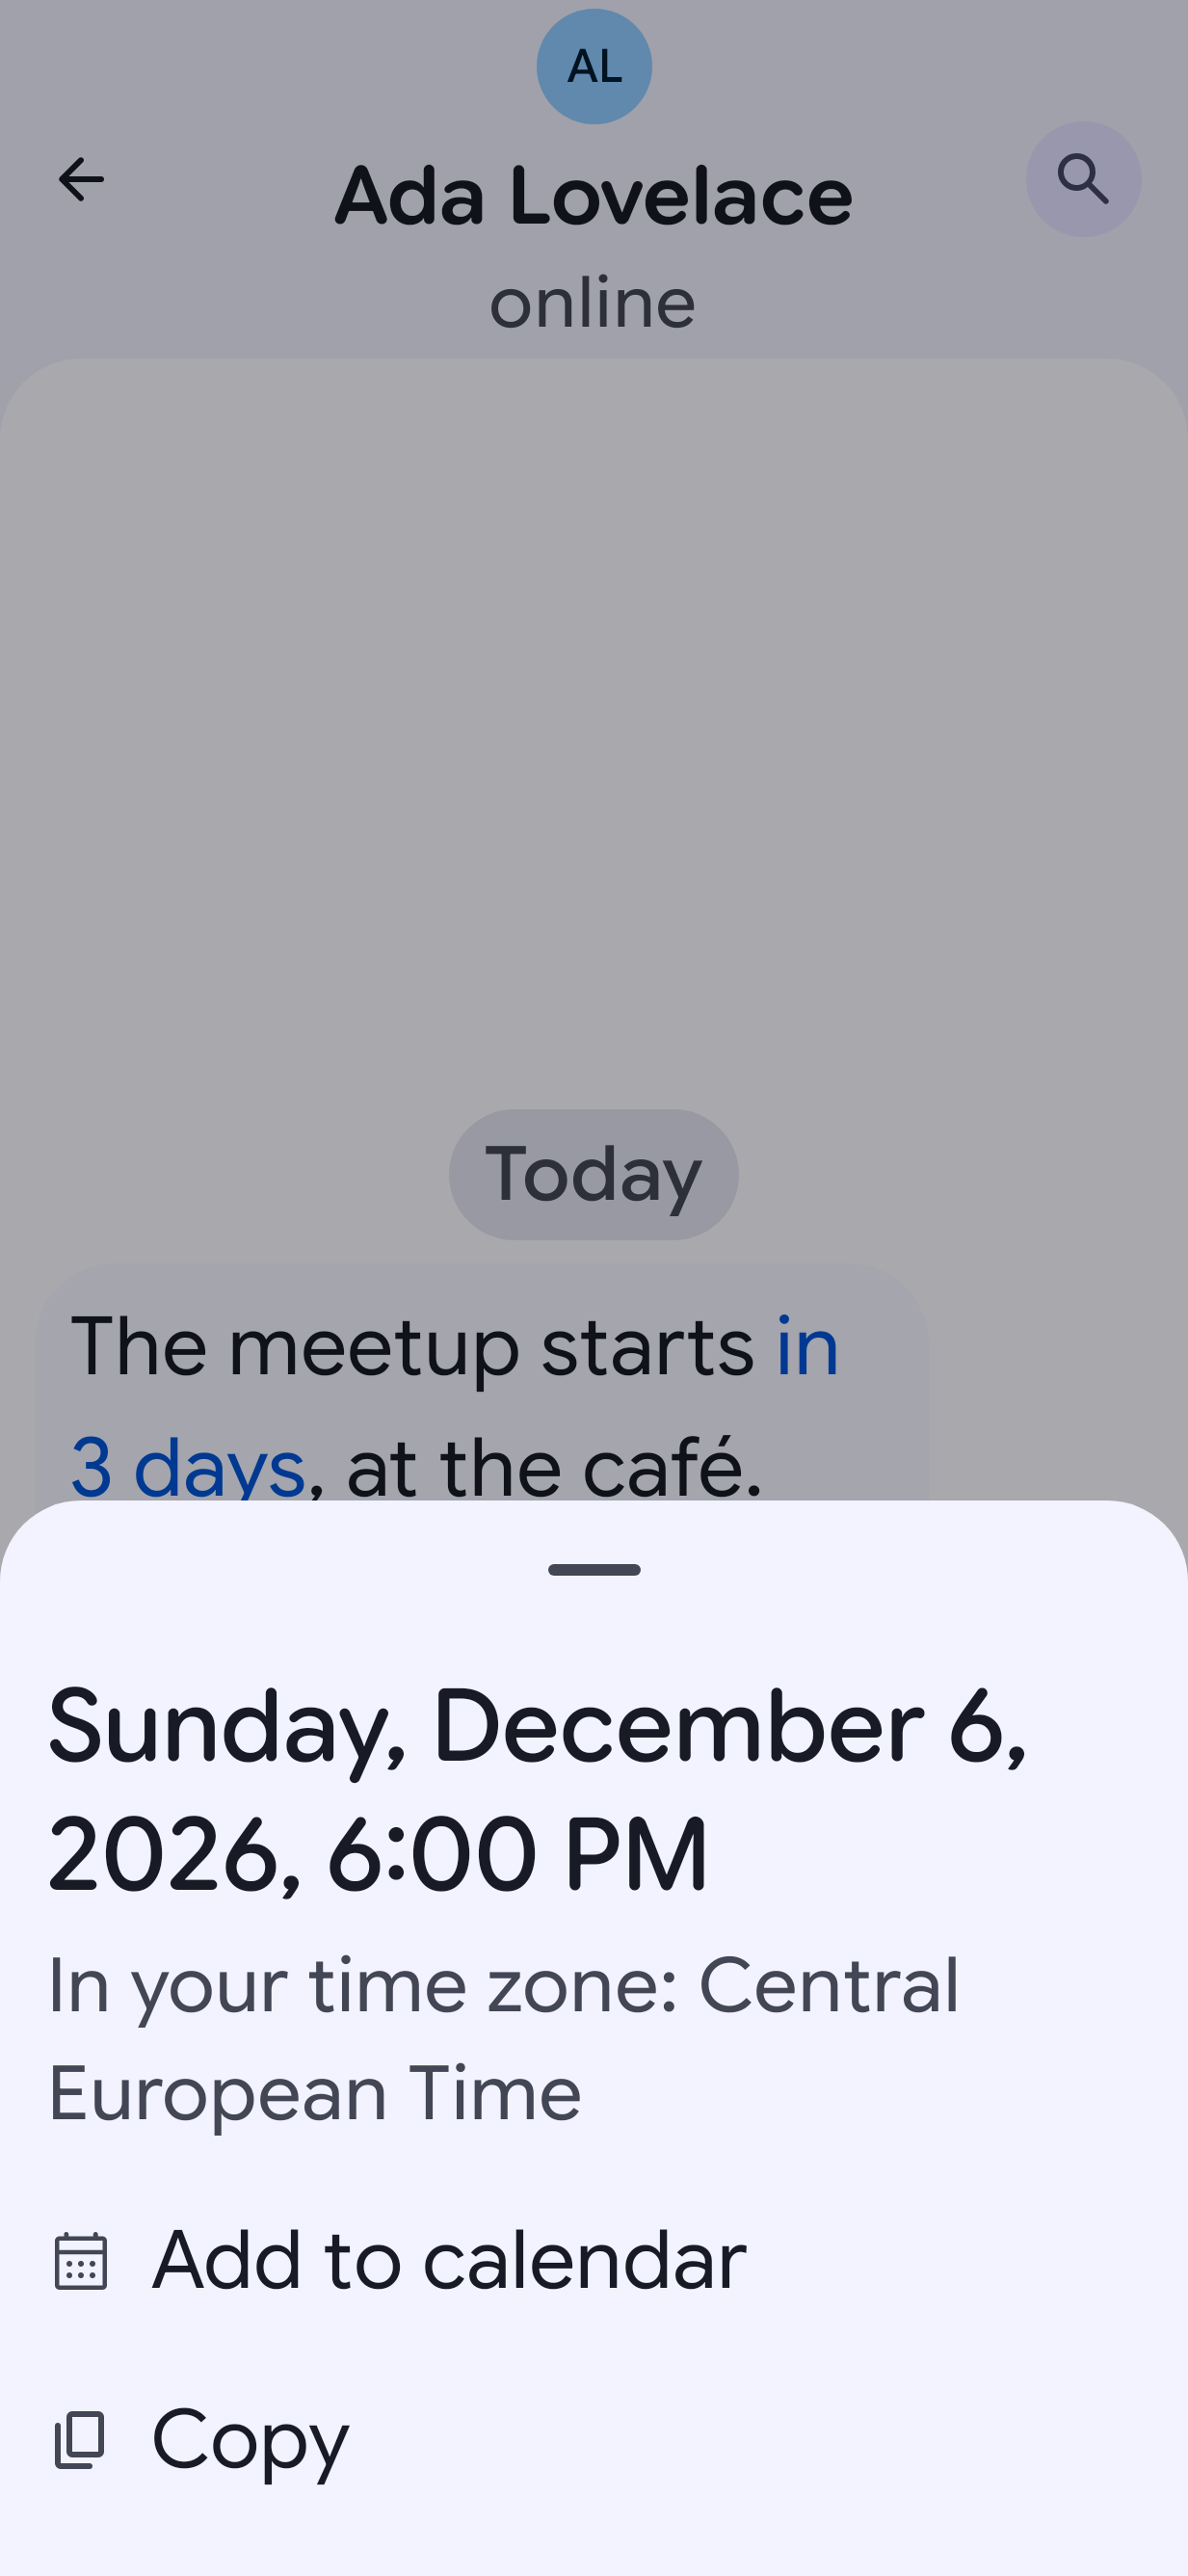 AL
Ada Lovelace
online
Today
The meetup starts in
3 days, at the café.
Sunday, December 6,
2026, 6:00 PM
In your time zone: Central
European Time
Add to calendar
Copy